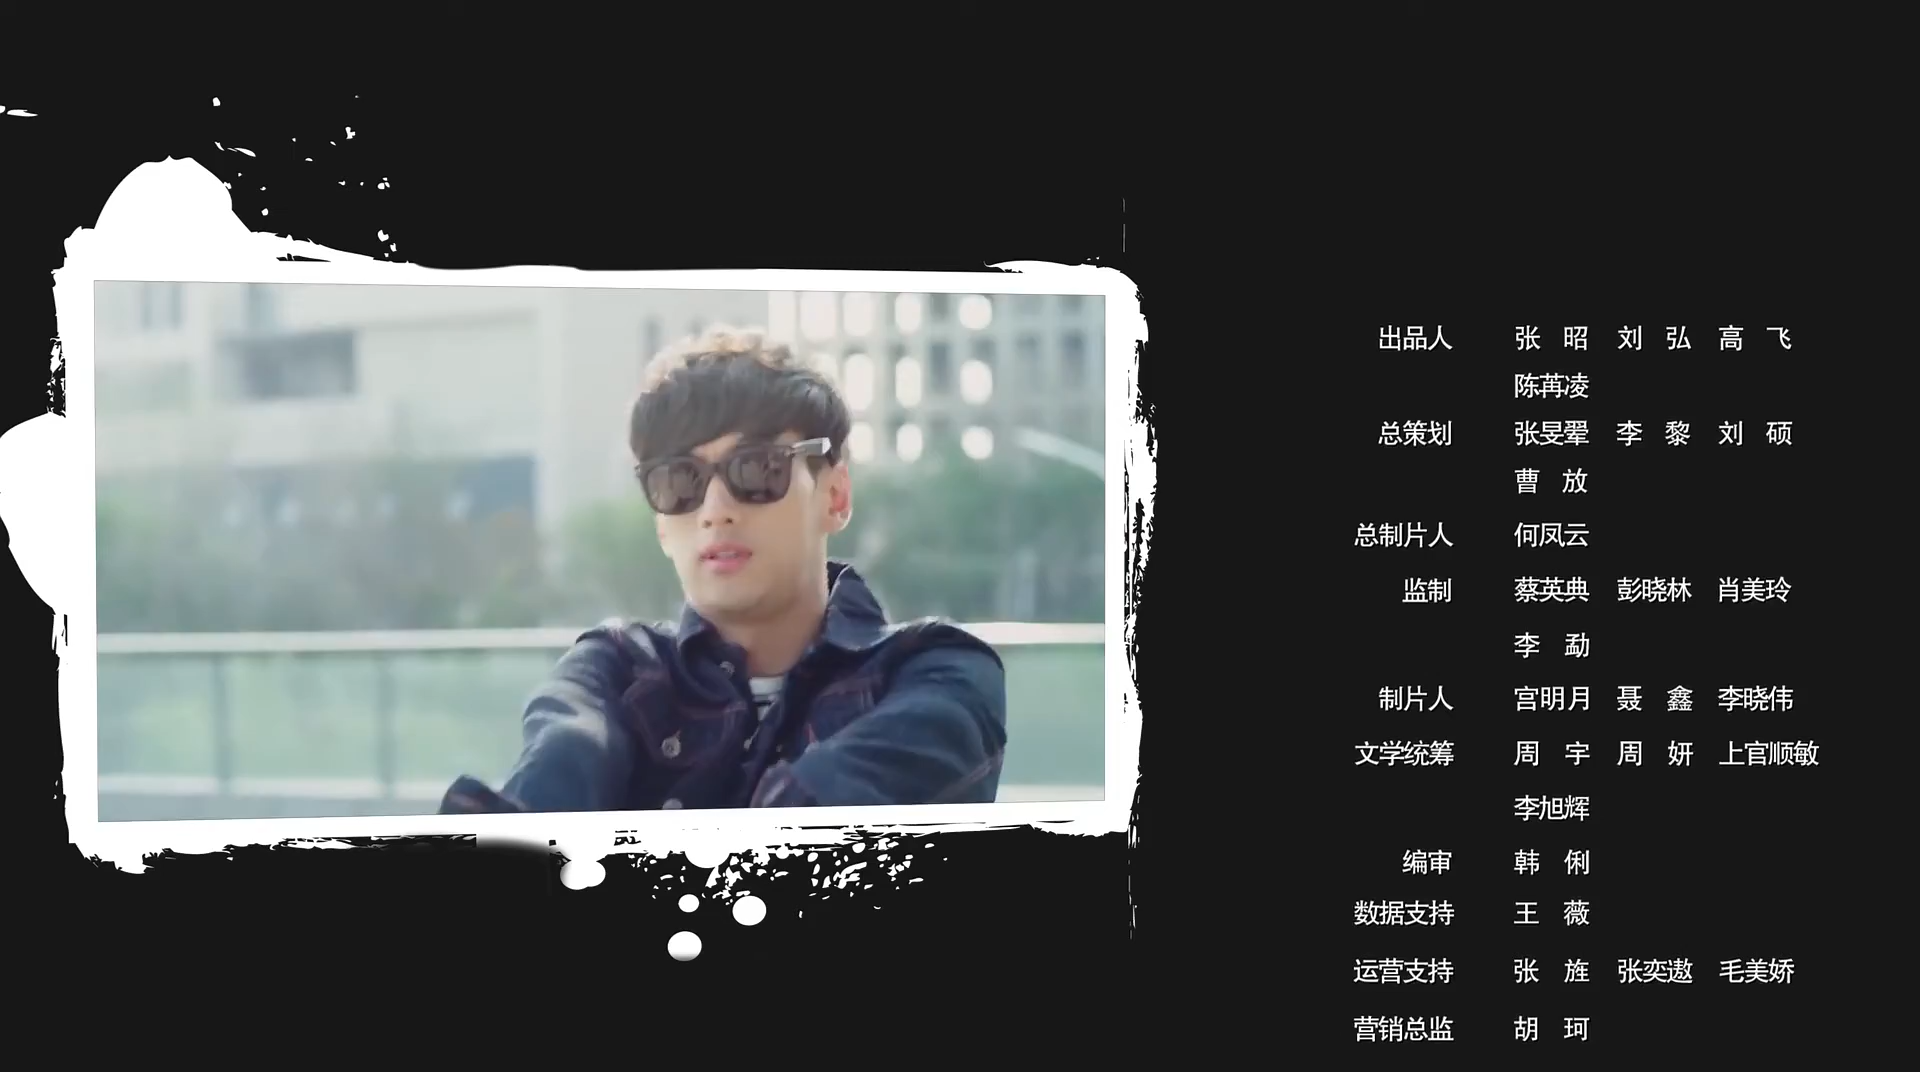 出品人 张 昭 刘 弘 高 飞
陈苒凌
总策划 张旻翚 李 黎 刘 硕
曹 放
总制片人 何凤云
监制 蔡英典 彭晓林 肖美玲
李 勐
制片人 宫明月 聂 鑫 李晓伟
文学统筹 周 宇 周 妍 上官顺敏
李旭辉
编审 韩 俐
数据支持 王 薇
运营支持 张 旌 张奕遨 毛美娇
营销总监 胡 珂